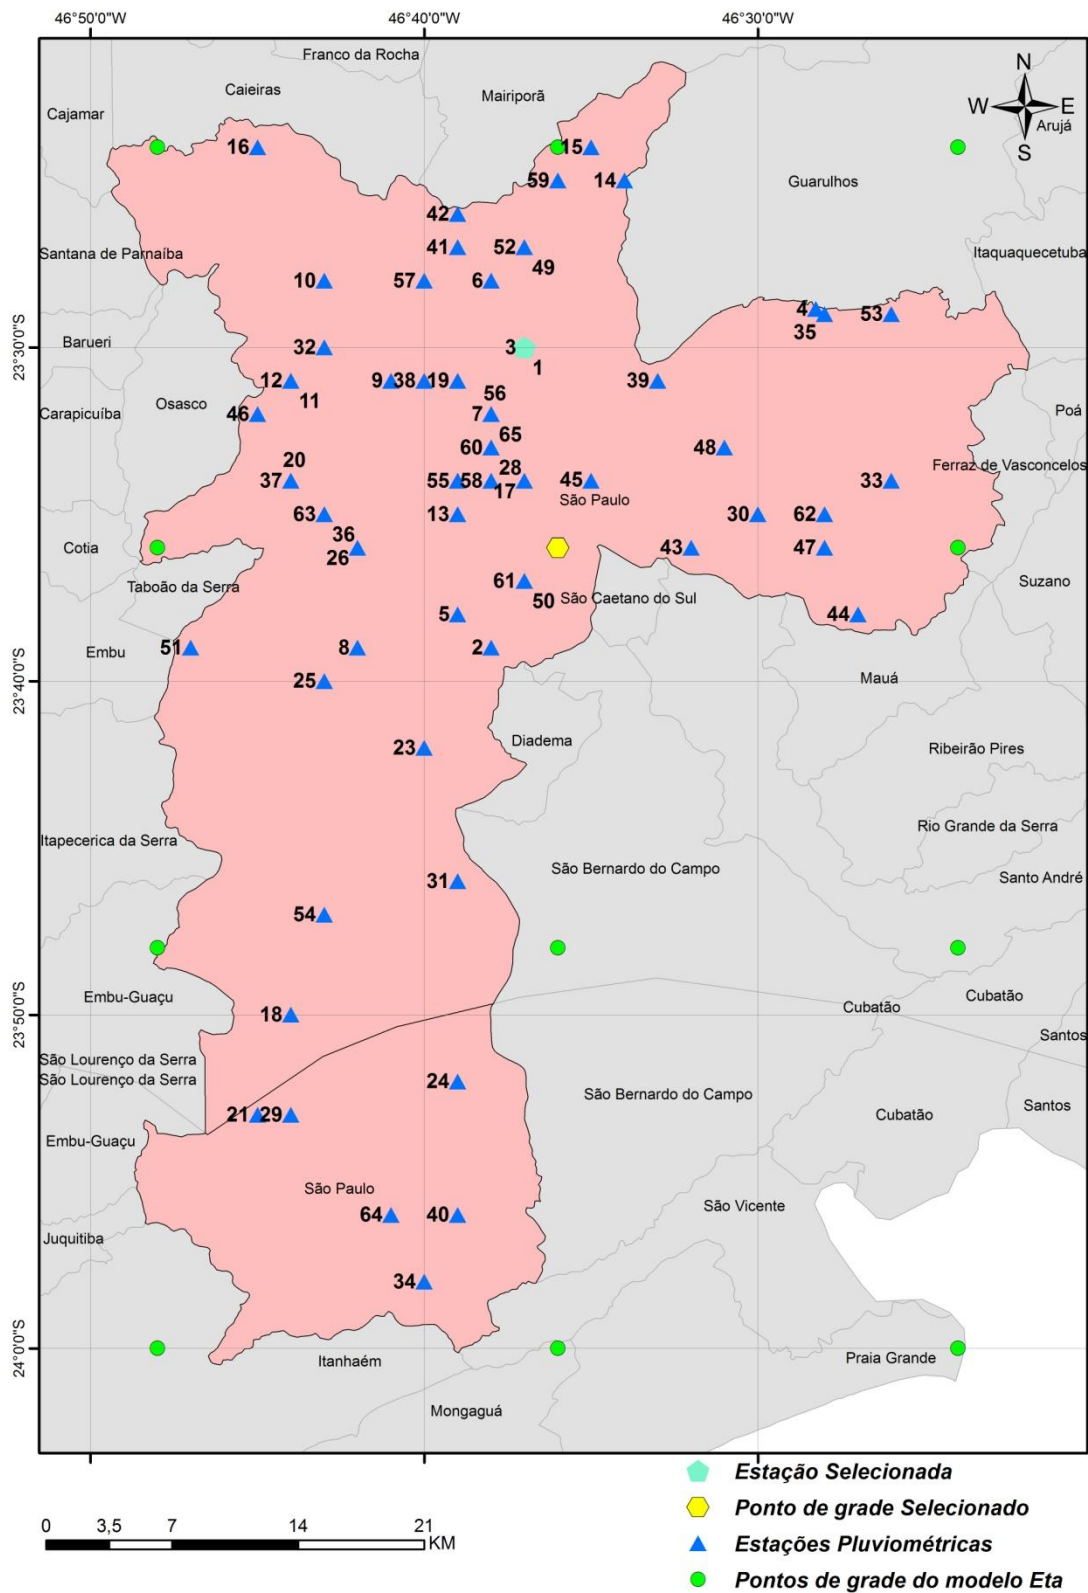 46°50'0"W 46°40'0"W 46°30'0"W
Franco da Rocha
Caieiras
Mairiporã
Cajamar
N
W E
S
Arujá
16
15
59
14
Guarulhos
42
41
52
49
Santana de Parnaíba
Itaquaquecetuba
10
57
6
4
35
53
23°30'0"S
Barueri
32
3
1
12
11
9
38
19
39
Osasco
Carapicuíba
46
56
7
65
60
48
Poá
20
37
55
58
28
17
45
São Paulo
33
Ferraz de Vasconcelos
63
13
30
62
36
26
43
47
Cotia
Taboão da Serra
61
50
São Caetano do Sul
Suzano
5
44
Embu
51
8
2
23°40'0"S
25
Mauá
23
Diadema
Ribeirão Pires
Itapecerica da Serra
Rio Grande da Serra
31
São Bernardo do Campo
Santo André
54
Embu-Guaçu
Cubatão
Cubatão
23°50'0"S
18
Santos
São Lourenço da Serra
São Lourenço da Serra
24
São Bernardo do Campo
Santos
Cubatão
21
29
Embu-Guaçu
São Paulo
64
40
São Vicente
Juquitiba
34
24°0'0"S
Itanhaém
Praia Grande
Mongaguá
Estação Selecionada
Ponto de grade Selecionado
0 3,5 7 14 21
KM
Estações Pluviométricas
Pontos de grade do modelo Eta